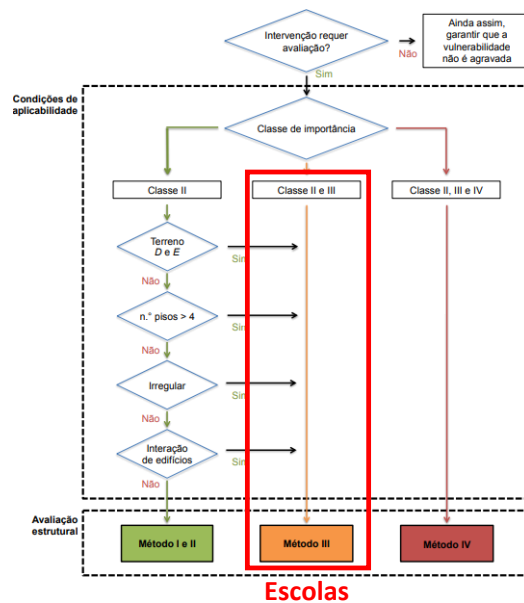 Intervenção requer
avaliação?
Não
Ainda assim,
garantir que a
vulnerabilidade
não é agravada
Sim
Condições de
aplicabilidade
Classe de importância
Classe II
Classe II e III
Classe II, III e IV
Terreno
D e E
Sim
Não
n.° pisos > 4
Sim
Não
Irregular
Sim
Não
Interação
de edifícios
Sim
Não
Avaliação
estrutural
Método I e II
Método III
Método IV
Escolas